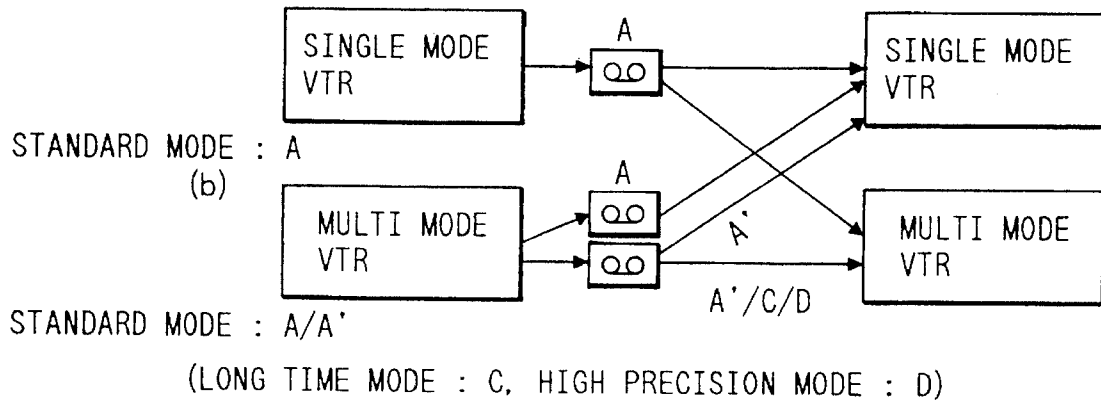 SINGLE MODE
VTR
A
SINGLE MODE
VTR
STANDARD MODE : A
(b)
MULTI MODE
VTR
A
A'
A'/C/D
MULTI MODE
VTR
STANDARD MODE : A/A'
(LONG TIME MODE : C, HIGH PRECISION MODE : D)